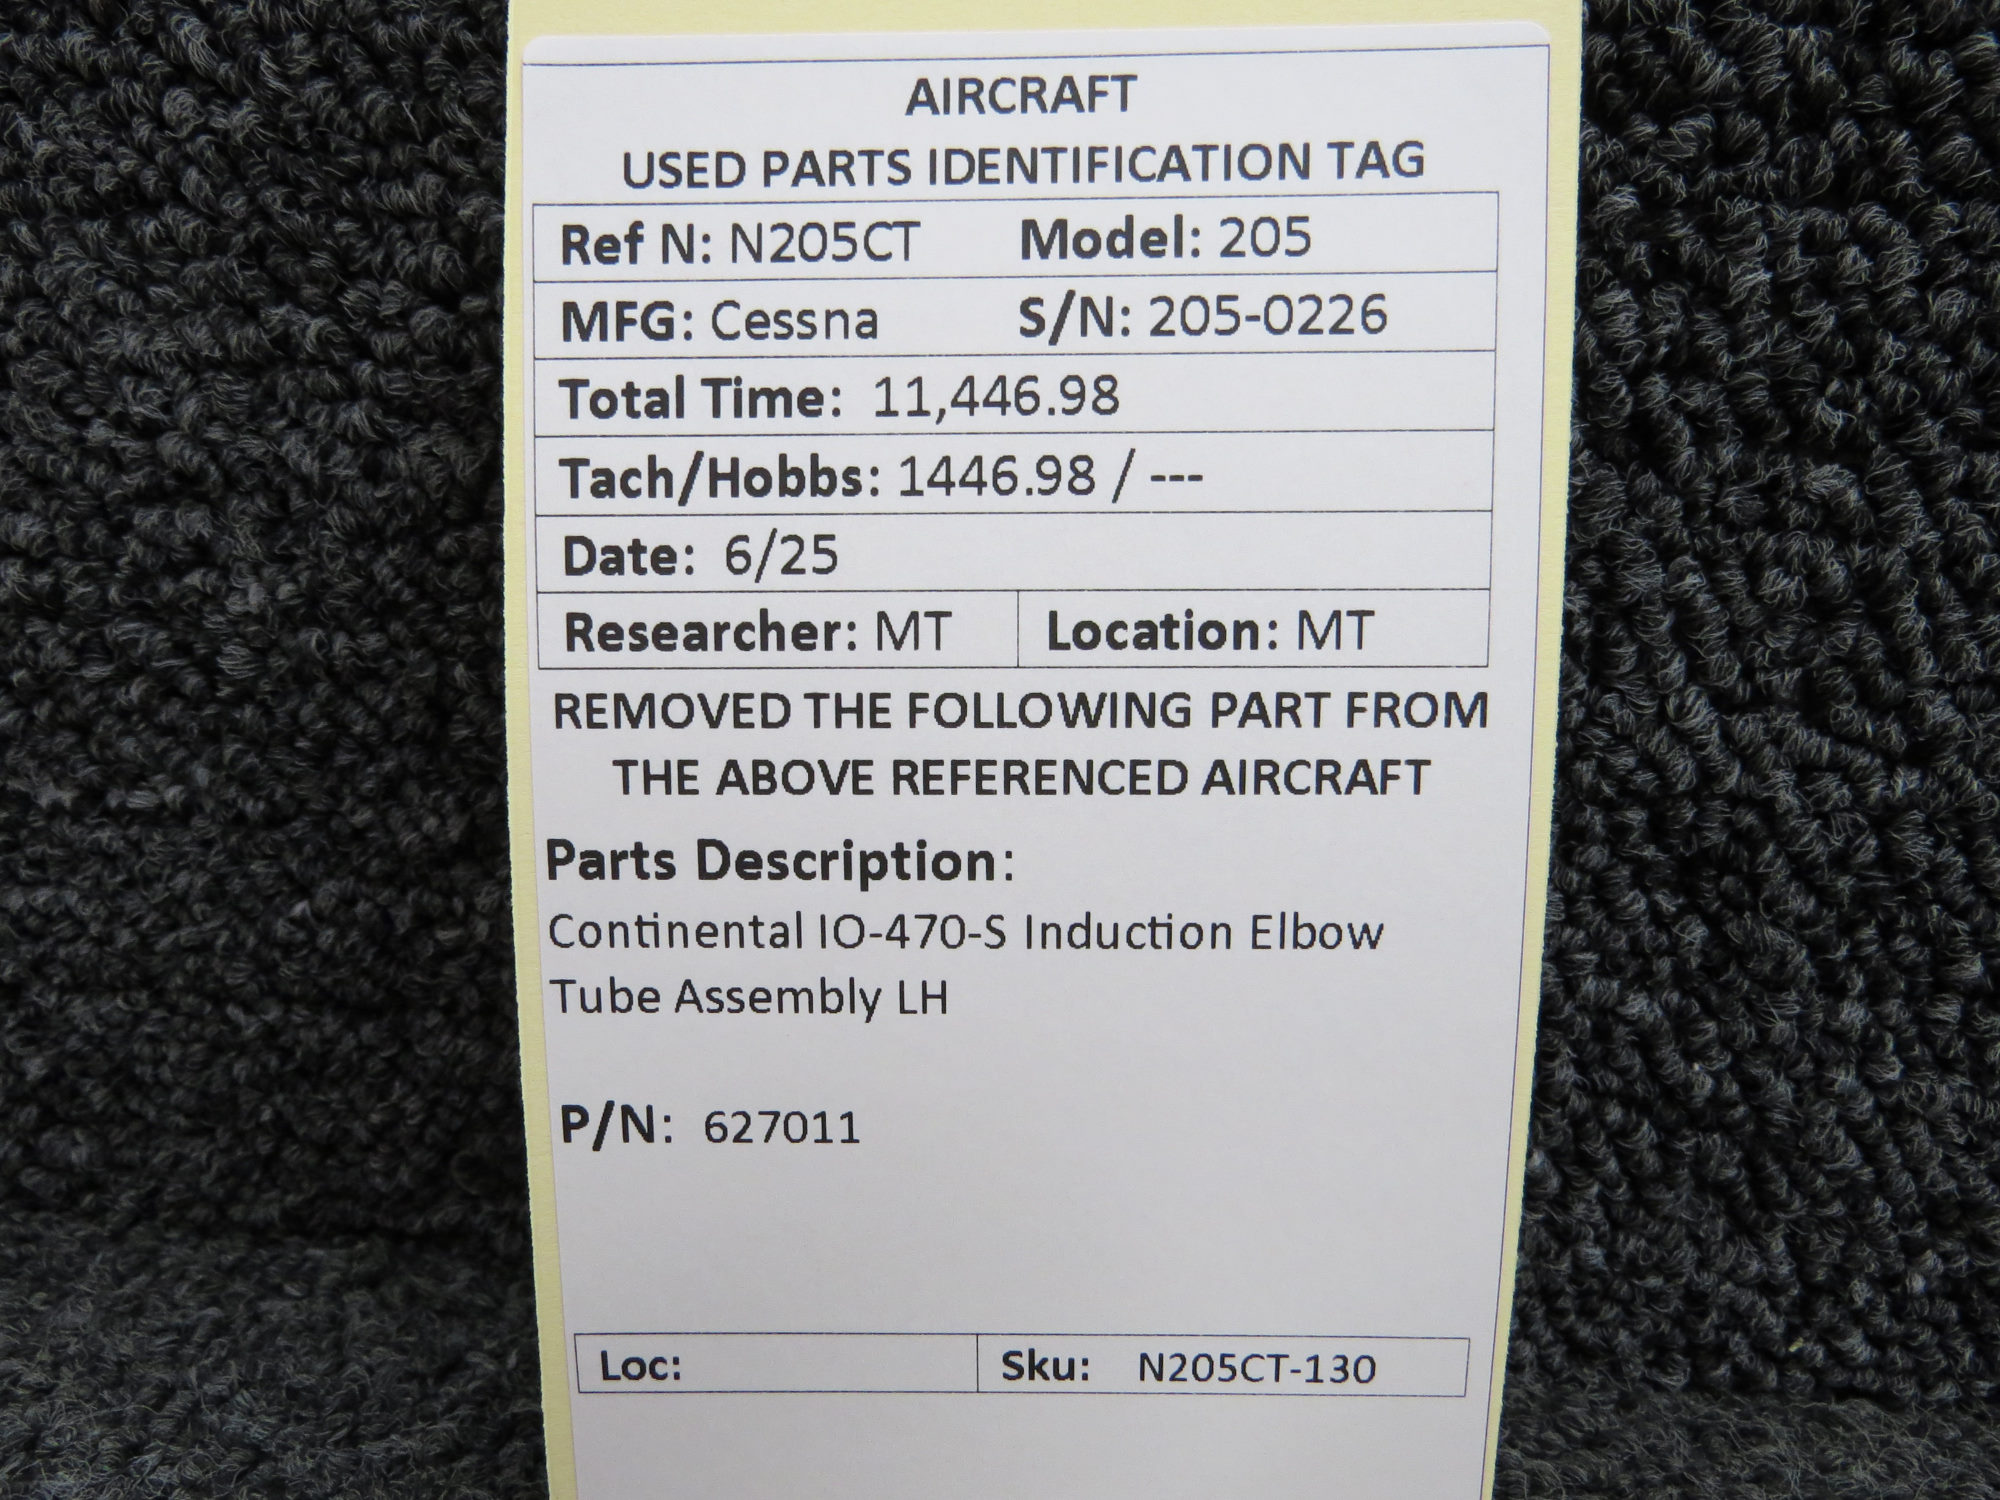 AIRCRAFT
USED PARTS IDENTIFICATION TAG
Ref N: N205CT Model: 205
MFG: Cessna S/N: 205-0226
Total Time: 11,446.98
Tach/Hobbs: 1446.98 / ---
Date: 6/25
Researcher: MT Location: MT
REMOVED THE FOLLOWING PART FROM
THE ABOVE REFERENCED AIRCRAFT
Parts Description:
Continental IO-470-S Induction Elbow
Tube Assembly LH
P/N: 627011
Loc: Sku: N205CT-130